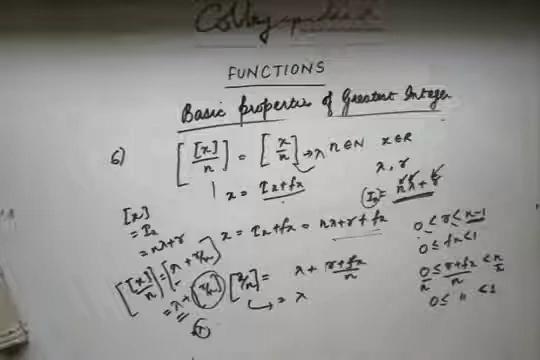 FUNCTIONS
Basic properties of Greatest Integer
6) [[x]/n] = [x/n] → λ n∈N x∈R
λ, r
x = Ix+fx
Ix = nλ+r
[x]
= Ix
= nλ+r
x = Ix+fx = nλ+r+fx
0 ≤ r ≤ n-1
0 ≤ fx < 1
[[x]/n] = [λ + r/n]
= λ + [r/n]
[x/n] = λ + r+fx/n
= λ
0/n ≤ r+fx/n < n/n
0 ≤ " < 1